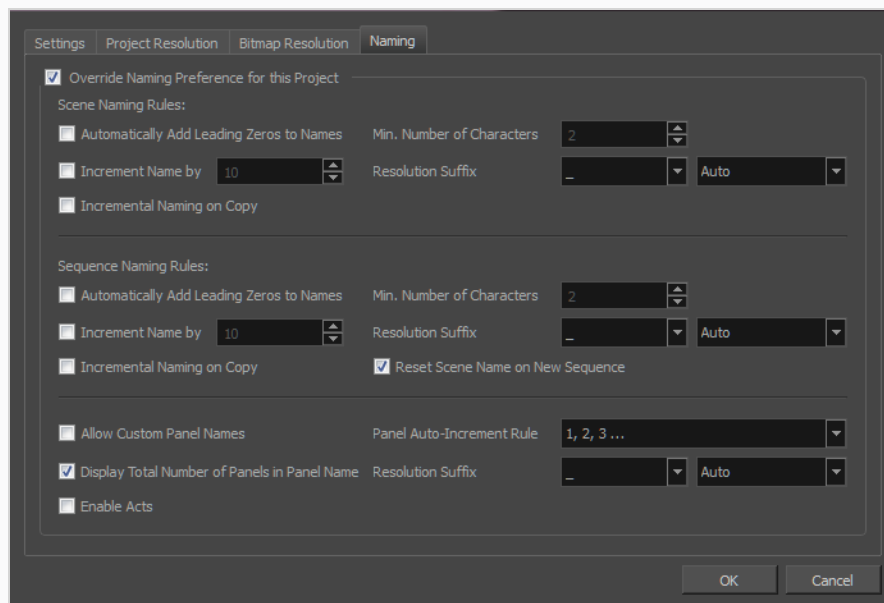 Settings Project Resolution Bitmap Resolution Naming
Override Naming Preference for this Project
Scene Naming Rules:
Automatically Add Leading Zeros to Names Min. Number of Characters 2
Increment Name by 10 Resolution Suffix _ Auto
Incremental Naming on Copy
Sequence Naming Rules:
Automatically Add Leading Zeros to Names Min. Number of Characters 2
Increment Name by 10 Resolution Suffix _ Auto
Incremental Naming on Copy Reset Scene Name on New Sequence
Allow Custom Panel Names Panel Auto-Increment Rule 1, 2, 3 ...
Display Total Number of Panels in Panel Name Resolution Suffix _ Auto
Enable Acts
OK Cancel